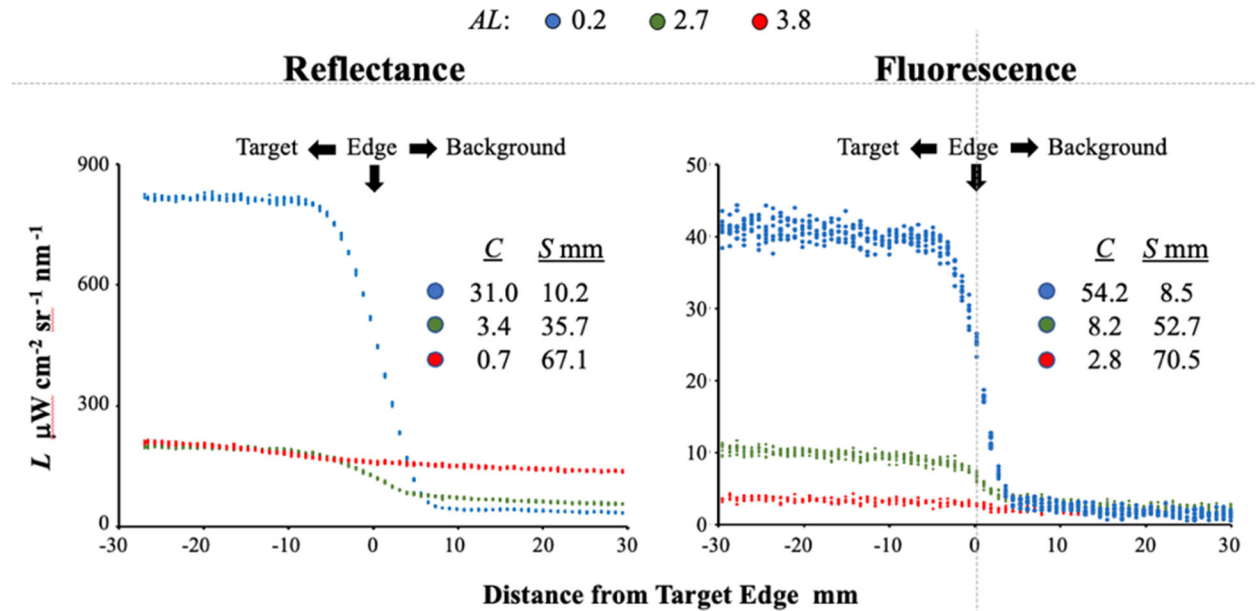 AL: 0.2 2.7 3.8
Reflectance
Target Edge Background
900
600
300
0
-30 -20 -10 0 10 20 30
C S mm
31.0 10.2
3.4 35.7
0.7 67.1
L µW cm-2 sr-1 nm-1
Fluorescence
Target Edge Background
50
40
30
20
10
0
-30 -20 -10 0 10 20 30
C S mm
54.2 8.5
8.2 52.7
2.8 70.5
Distance from Target Edge mm